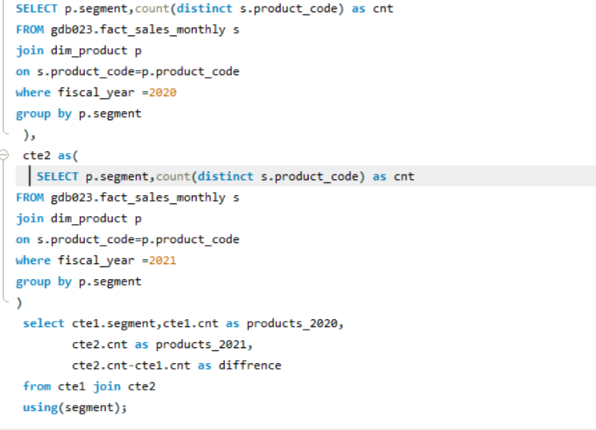 SELECT p.segment,count(distinct s.product_code) as cnt
FROM gdb023.fact_sales_monthly s
join dim_product p
on s.product_code=p.product_code
where fiscal_year =2020
group by p.segment
),
cte2 as(
SELECT p.segment,count(distinct s.product_code) as cnt
FROM gdb023.fact_sales_monthly s
join dim_product p
on s.product_code=p.product_code
where fiscal_year =2021
group by p.segment
)
select cte1.segment,cte1.cnt as products_2020,
cte2.cnt as products_2021,
cte2.cnt-cte1.cnt as diffrence
from cte1 join cte2
using(segment);